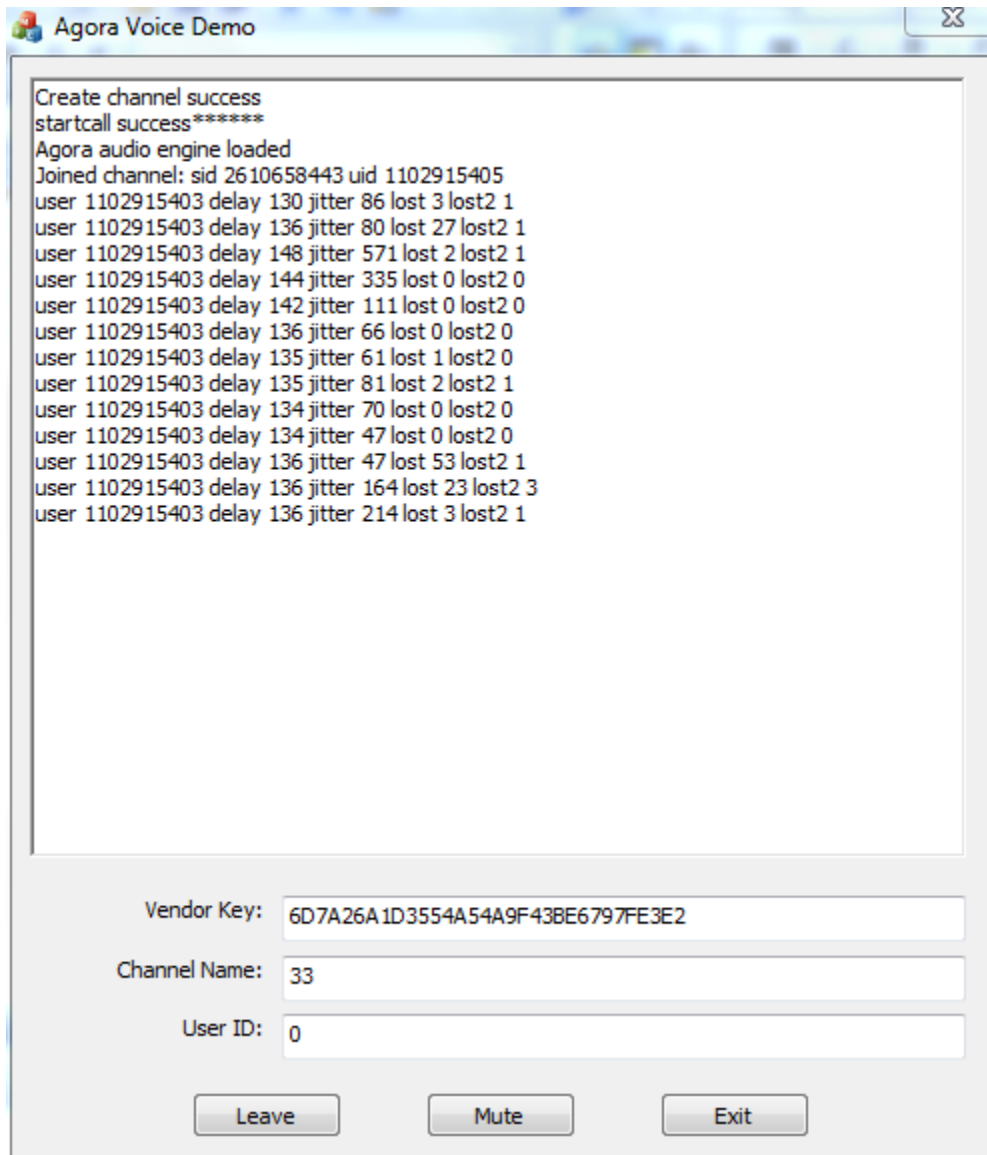 Agora Voice Demo
Create channel success
startcall success******
Agora audio engine loaded
Joined channel: sid 2610658443 uid 1102915405
user 1102915403 delay 130 jitter 86 lost 3 lost2 1
user 1102915403 delay 136 jitter 80 lost 27 lost2 1
user 1102915403 delay 148 jitter 571 lost 2 lost2 1
user 1102915403 delay 144 jitter 335 lost 0 lost2 0
user 1102915403 delay 142 jitter 111 lost 0 lost2 0
user 1102915403 delay 136 jitter 66 lost 0 lost2 0
user 1102915403 delay 135 jitter 61 lost 1 lost2 0
user 1102915403 delay 135 jitter 81 lost 2 lost2 1
user 1102915403 delay 134 jitter 70 lost 0 lost2 0
user 1102915403 delay 134 jitter 47 lost 0 lost2 0
user 1102915403 delay 136 jitter 47 lost 53 lost2 1
user 1102915403 delay 136 jitter 164 lost 23 lost2 3
user 1102915403 delay 136 jitter 214 lost 3 lost2 1
Vendor Key: 6D7A26A1D3554A54A9F43BE6797FE3E2
Channel Name: 33
User ID: 0
Leave Mute Exit